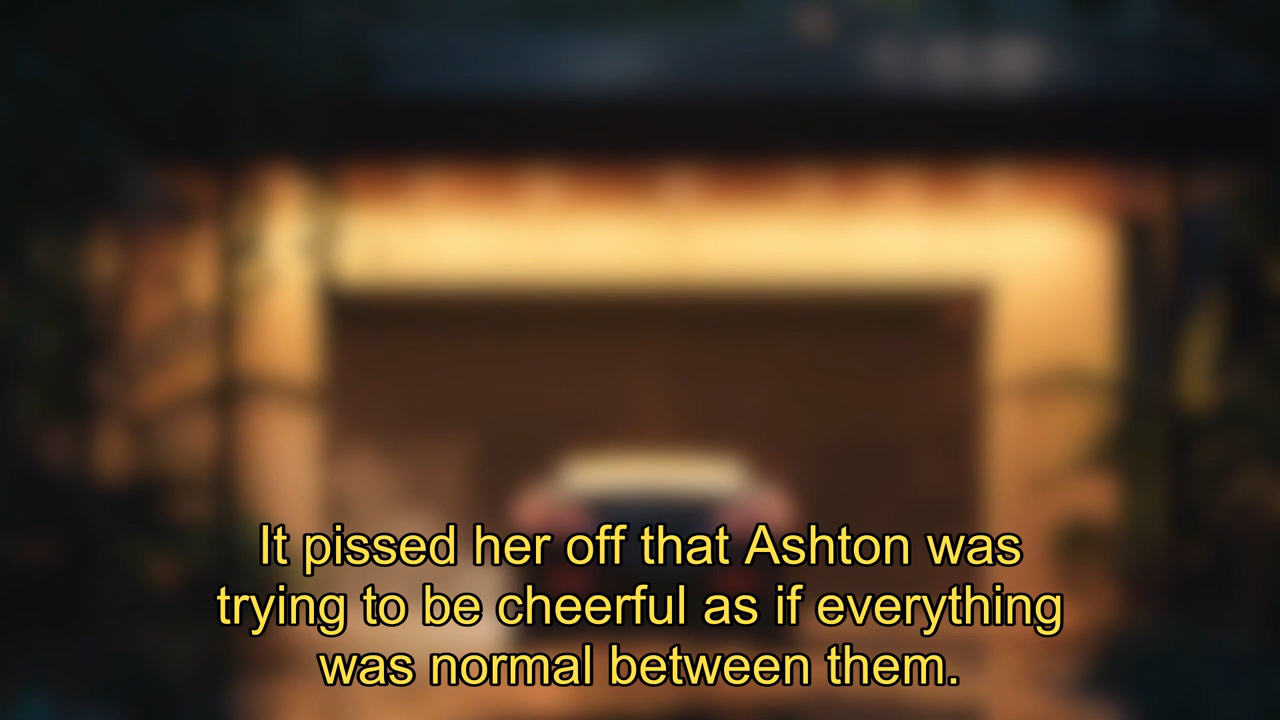 It pissed her off that Ashton was
trying to be cheerful as if everything
was normal between them.